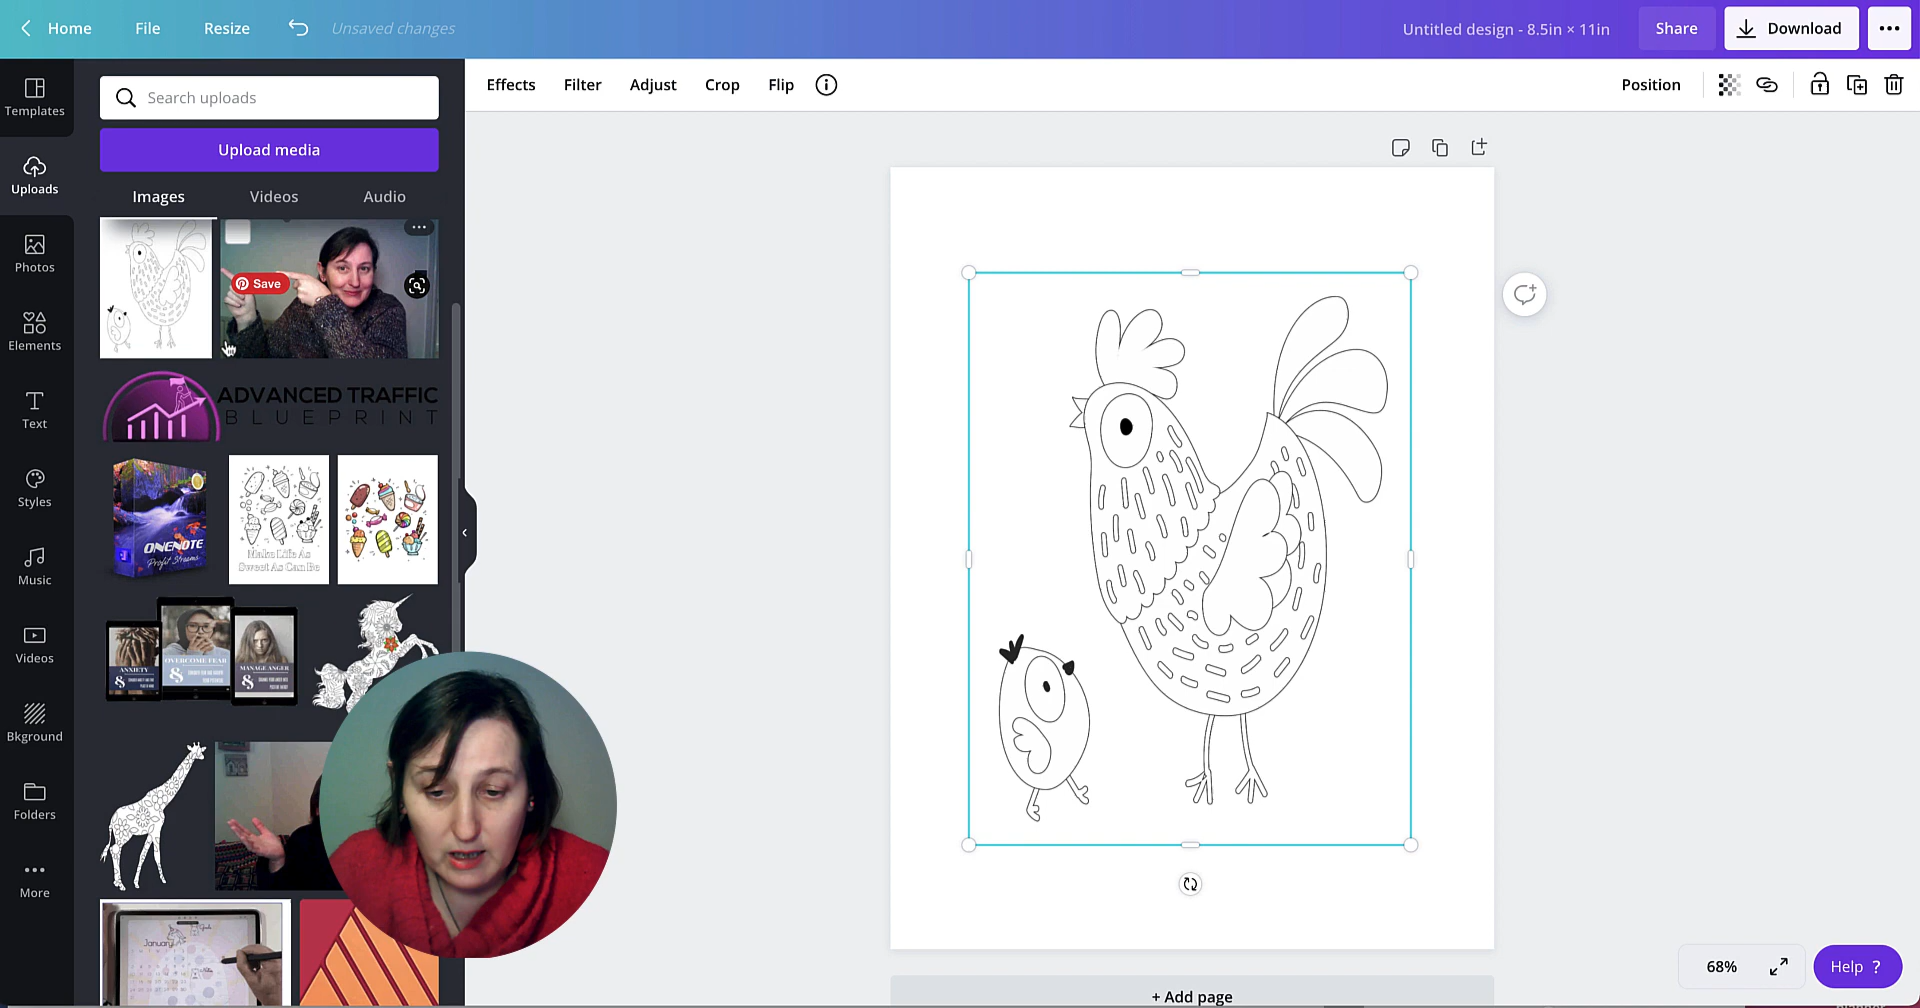 Home File Resize Unsaved changes Untitled design - 8.5in × 11in Share Download
Templates
Uploads
Photos
Elements
Text
Styles
Music
Videos
Bkground
Folders
More
Search uploads
Upload media
Images Videos Audio
Save
ADVANCED TRAFFIC
BLUEPRINT
ONENOTE
Profit Streams
Make Life As
Sweet As Can Be
ANXIETY
OVERCOME FEAR
MANAGE ANGER
8 8 8
January
Effects Filter Adjust Crop Flip Position
+ Add page
68% Help ?